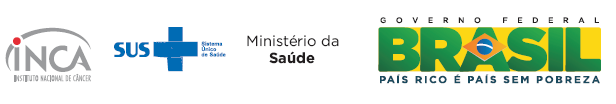 INCA
INSTITUTO NACIONAL DE CÂNCER
SUS
Sistema
Único
de Saúde
Ministério da
Saúde
GOVERNO FEDERAL
BRASIL
PAÍS RICO É PAÍS SEM POBREZA